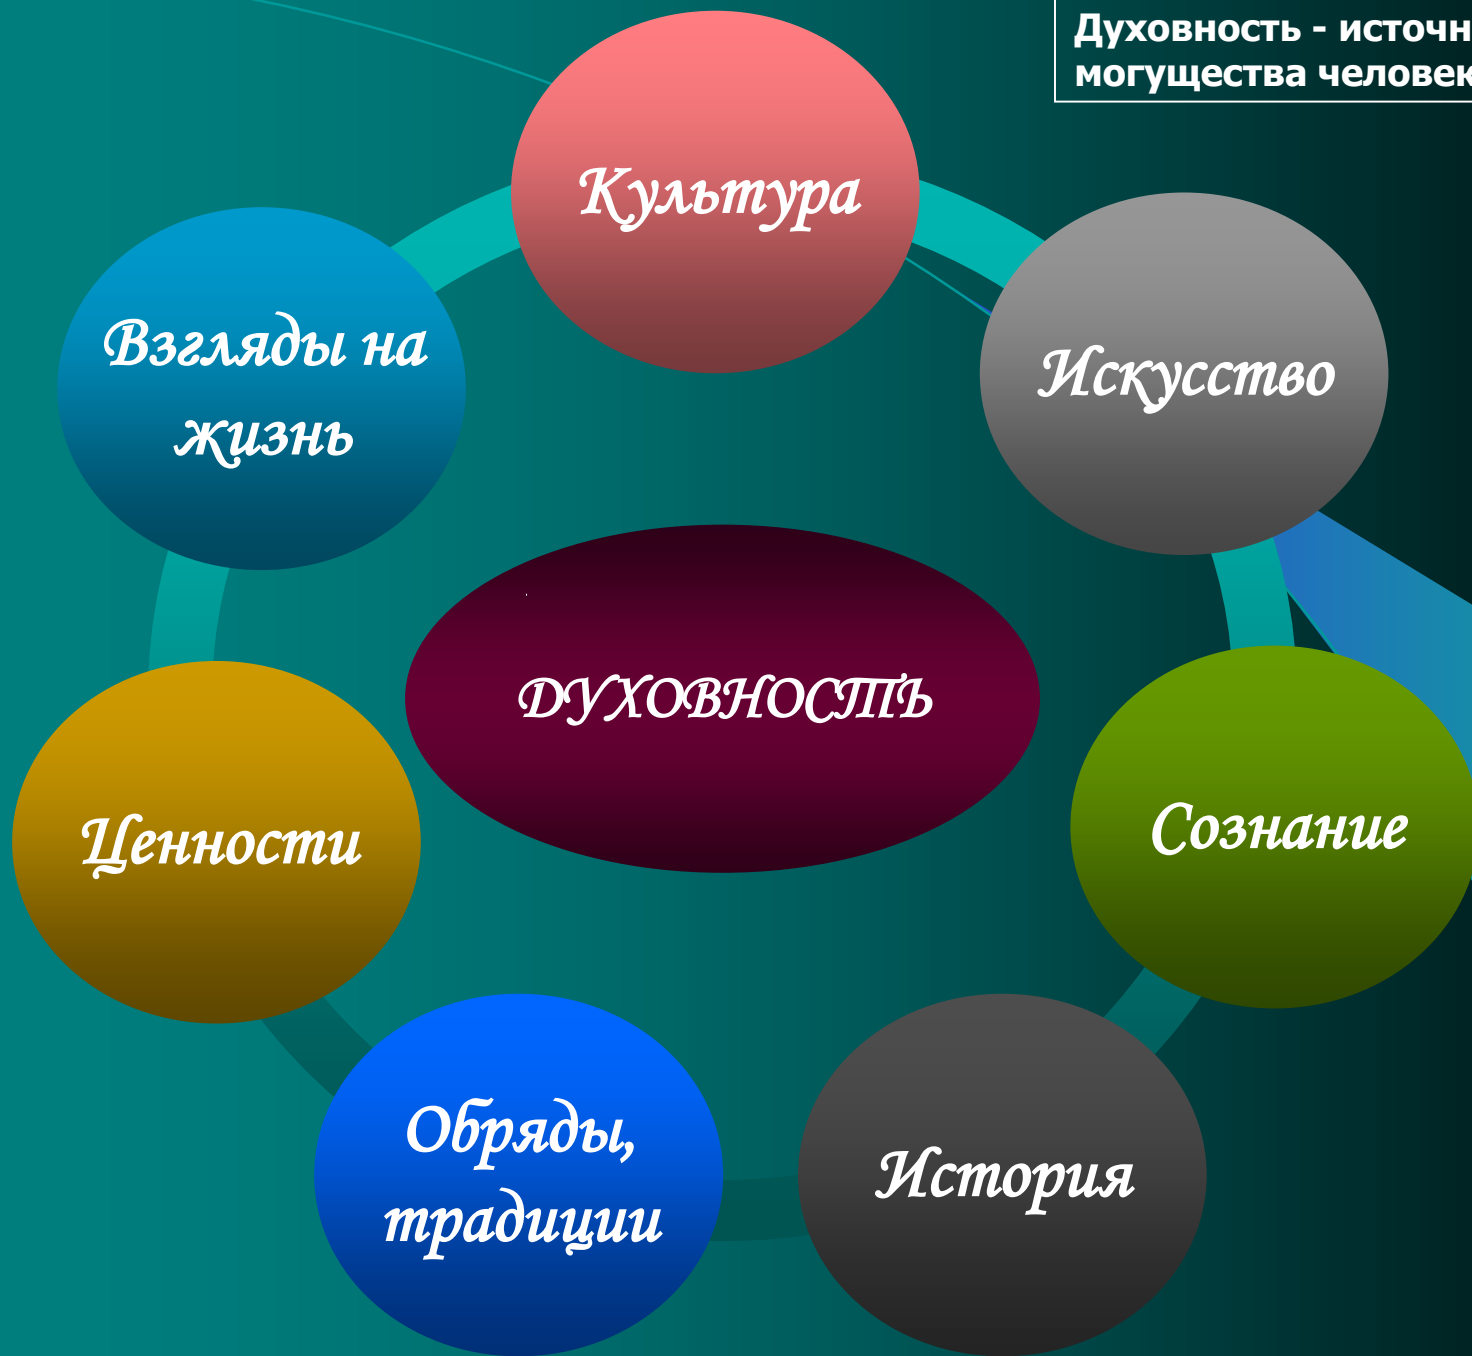 Духовность - источн
могущества человек
Культура
Искусство
Сознание
История
Обряды,
традиции
Ценности
Взгляды на
жизнь
ДУХОВНОСТЬ